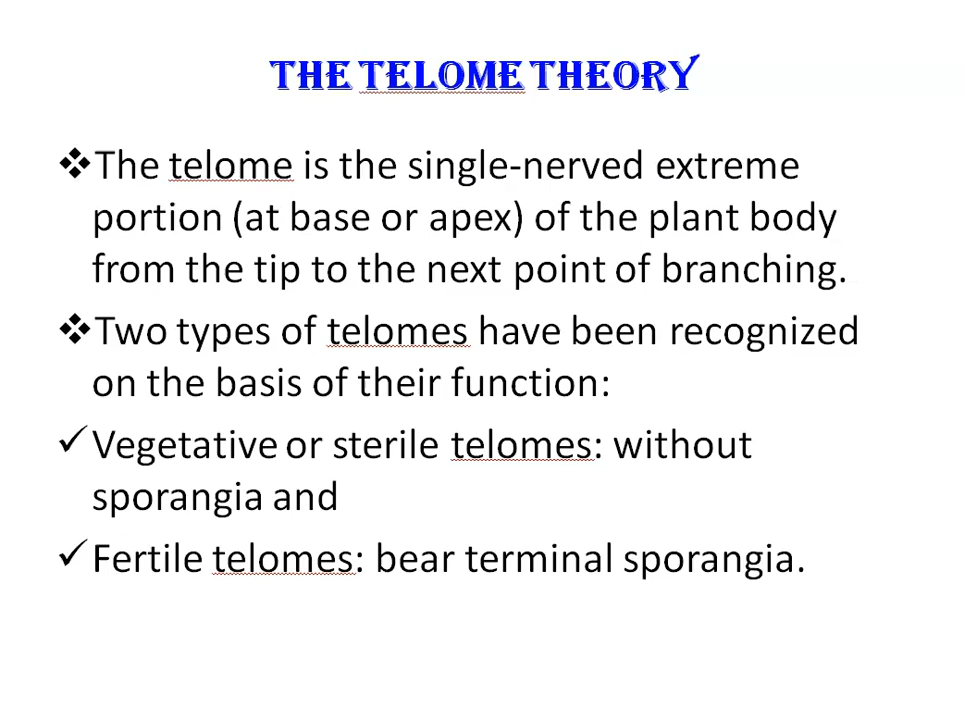 THE TELOME THEORY
❖The telome is the single-nerved extreme
portion (at base or apex) of the plant body
from the tip to the next point of branching.
❖Two types of telomes have been recognized
on the basis of their function:
✓Vegetative or sterile telomes: without
sporangia and
✓Fertile telomes: bear terminal sporangia.